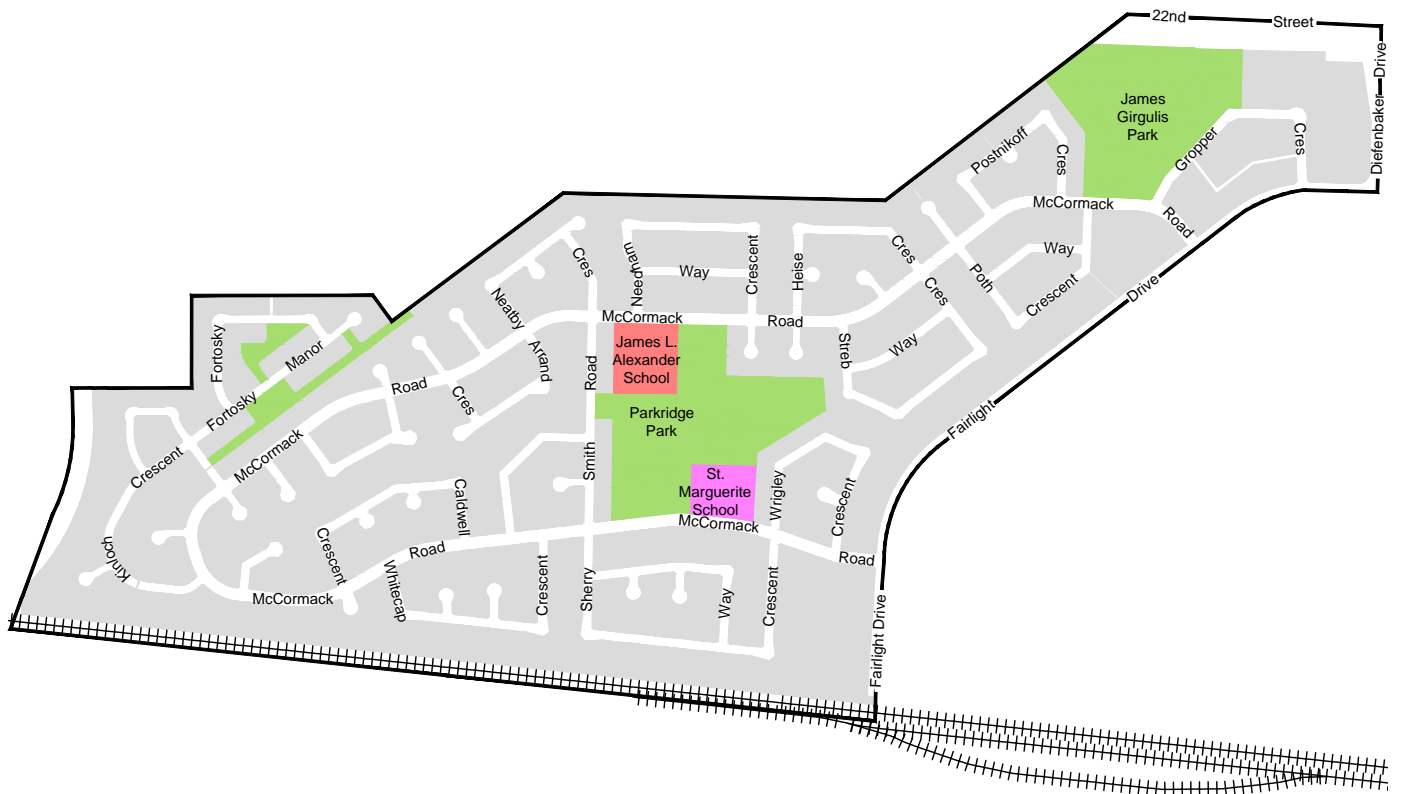 22nd
Street
Drive
Diefenbaker
James
Girgulis
Park
Gropper
Cres
Postnikoff
Cres
McCormack
Road
Way
Crescent
Poth
Drive
Cres
Cres
Heise
Crescent
Needham
Way
Cres
Neatby
McCormack
Road
James L.
Alexander
School
Road
Streb
Way
Fortosky
Manor
Arrand
Road
Cres
Fortosky
Parkridge
Park
Fairlight
McCormack
Crescent
Smith
St.
Marguerite
School
Wrigley
Crescent
Caldwell
McCormack
Road
Crescent
Road
Kinloch
Whitecap
Crescent
Sherry
Way
Crescent
McCormack
Fairlight Drive